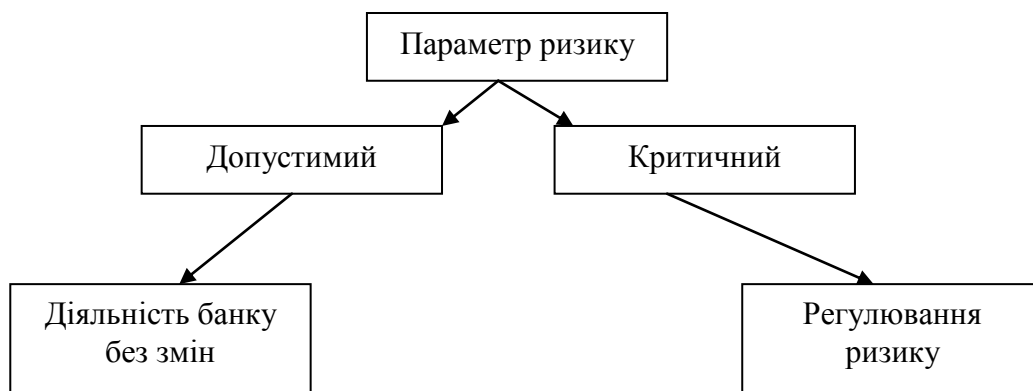 Параметр ризику
Допустимий
Критичний
Діяльність банку
без змін
Регулювання
ризику